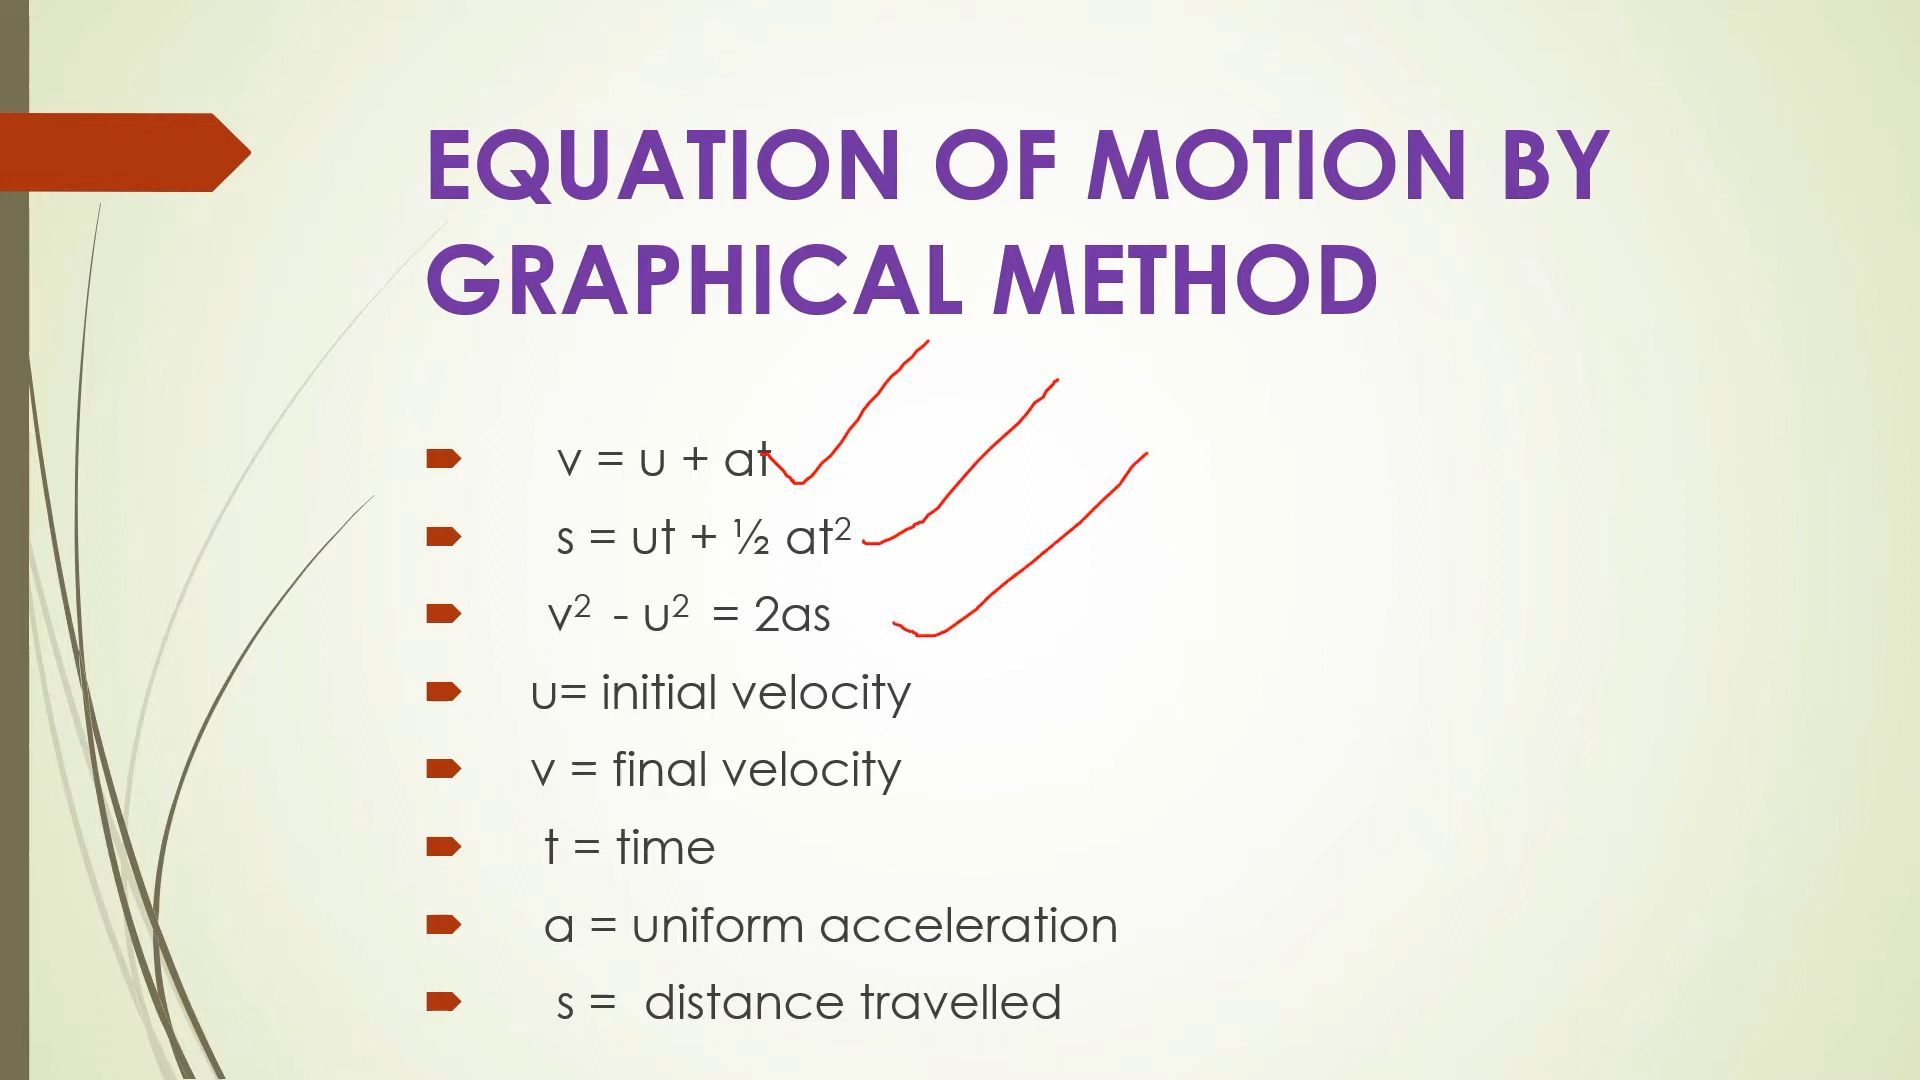 EQUATION OF MOTION BY
GRAPHICAL METHOD
v = u + at
s = ut + ½ at²
v² - u² = 2as
u= initial velocity
v = final velocity
t = time
a = uniform acceleration
s = distance travelled